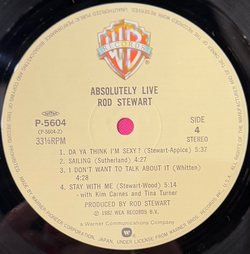 ABSOLUTELY LIVE
ROD STEWART
P-5604
(P-5604-2)
33⅓RPM
SIDE
4
STEREO
1. DA YA THINK I'M SEXY? (Stewart-Appice) 5:37
2. SAILING (Sutherland) 4:27
3. I DON'T WANT TO TALK ABOUT IT (Whitten)
4:28
4. STAY WITH ME (Stewart-Wood) 5:14
-with Kim Carnes and Tina Turner
PRODUCED BY ROD STEWART
℗ 1982 WEA RECORDS B.V.
a Warner Communications Company